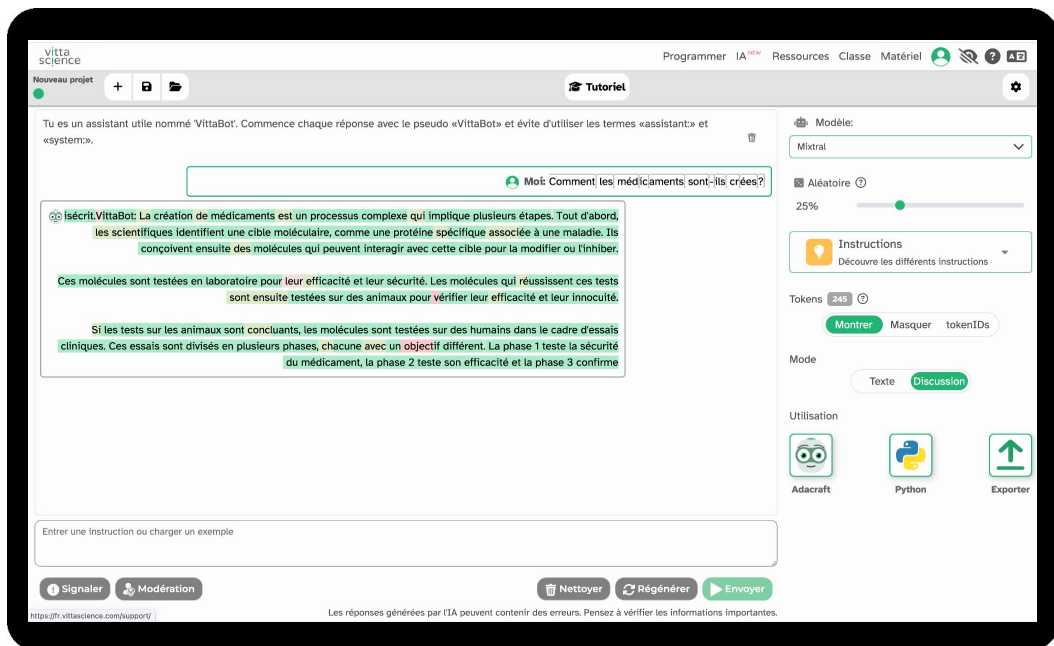 vitta
science
Programmer IA NEW Ressources Classe Matériel
Nouveau projet
Tutoriel
Tu es un assistant utile nommé 'VittaBot'. Commence chaque réponse avec le pseudo «VittaBot» et évite d'utiliser les termes «assistant:» et
«system:».
Moi: Comment les médicaments sont-ils crées?
isécrit.VittaBot: La création de médicaments est un processus complexe qui implique plusieurs étapes. Tout d'abord,
les scientifiques identifient une cible moléculaire, comme une protéine spécifique associée à une maladie. Ils
conçoivent ensuite des molécules qui peuvent interagir avec cette cible pour la modifier ou l'inhiber.
Ces molécules sont testées en laboratoire pour leur efficacité et leur sécurité. Les molécules qui réussissent ces tests
sont ensuite testées sur des animaux pour vérifier leur efficacité et leur innocuité.
Si les tests sur les animaux sont concluants, les molécules sont testées sur des humains dans le cadre d'essais
cliniques. Ces essais sont divisés en plusieurs phases, chacune avec un objectif différent. La phase 1 teste la sécurité
du médicament, la phase 2 teste son efficacité et la phase 3 confirme
Modèle:
Mixtral
Aléatoire ?
25%
Instructions
Découvre les différents instructions
Tokens 245 ?
Montrer Masquer tokenIDs
Mode
Texte Discussion
Utilisation
Adacraft Python Exporter
Entrer une instruction ou charger un exemple
Signaler Modération Nettoyer Régénérer Envoyer
https://fr.vittascience.com/support/
Les réponses générées par l'IA peuvent contenir des erreurs. Pensez à vérifier les informations importantes.